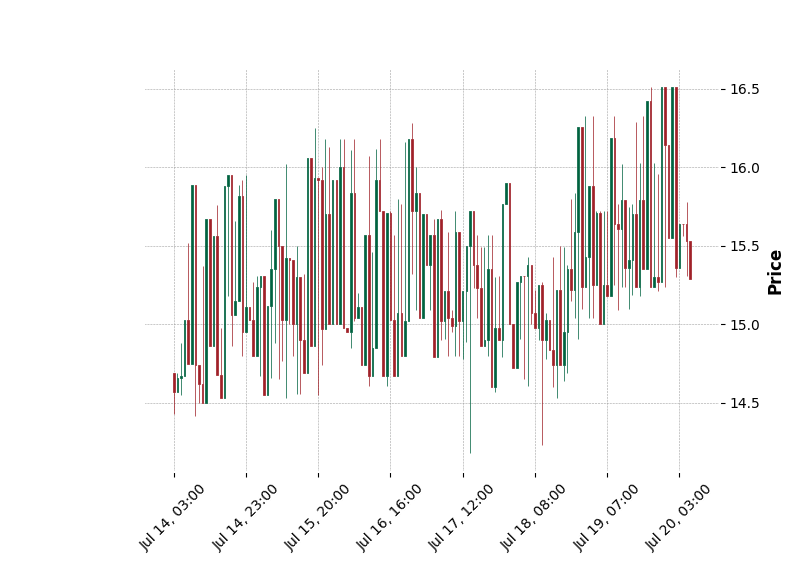 16.5
16.0
15.5
15.0
14.5
Price
Jul 14, 03:00
Jul 14, 23:00
Jul 15, 20:00
Jul 16, 16:00
Jul 17, 12:00
Jul 18, 08:00
Jul 19, 07:00
Jul 20, 03:00